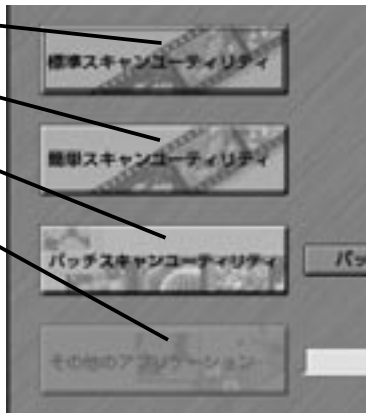 標準スキャンユーティリティ
簡単スキャンユーティリティ
バッチスキャンユーティリティ
バッ
その他のアプリケーション